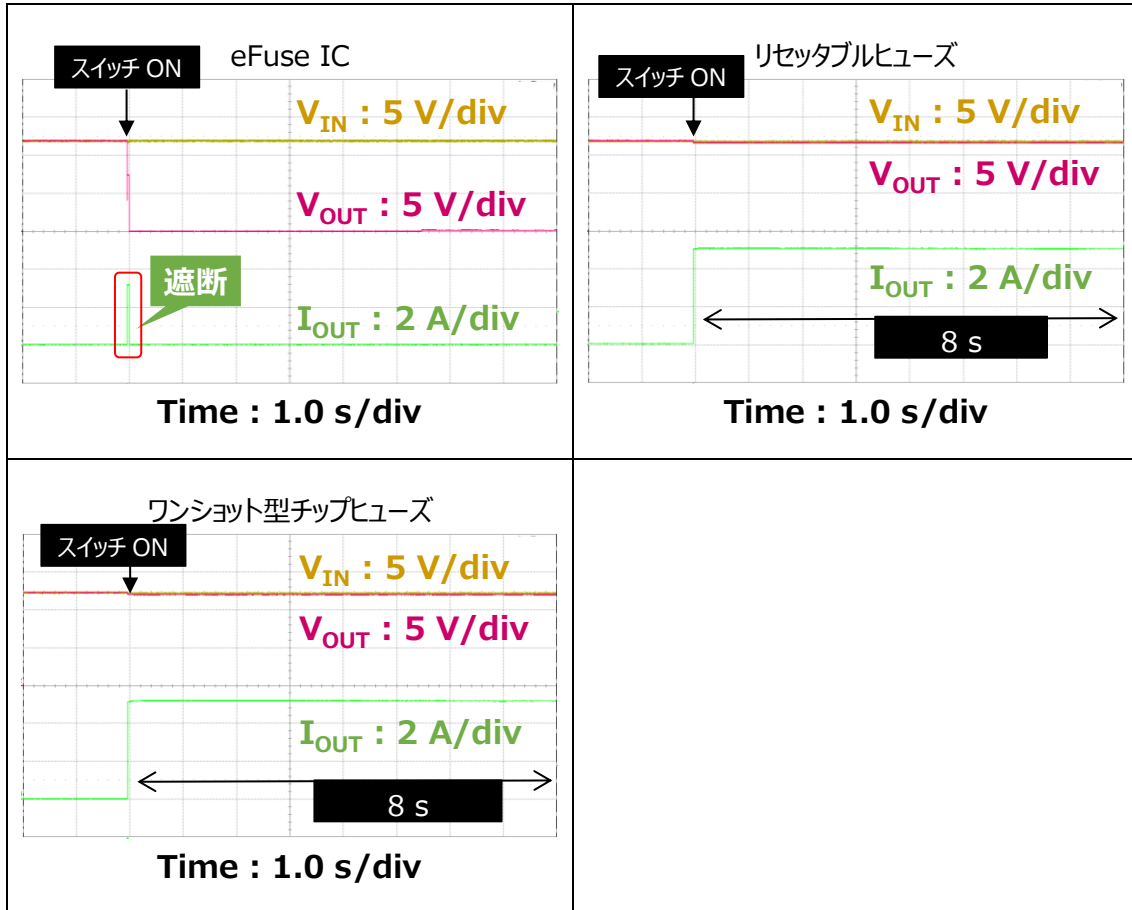 eFuse IC
スイッチ ON
VIN : 5 V/div
VOUT : 5 V/div
遮断
IOUT : 2 A/div
Time : 1.0 s/div
リセッタブルヒューズ
スイッチ ON
VIN : 5 V/div
VOUT : 5 V/div
IOUT : 2 A/div
8 s
Time : 1.0 s/div
ワンショット型チップヒューズ
スイッチ ON
VIN : 5 V/div
VOUT : 5 V/div
IOUT : 2 A/div
8 s
Time : 1.0 s/div